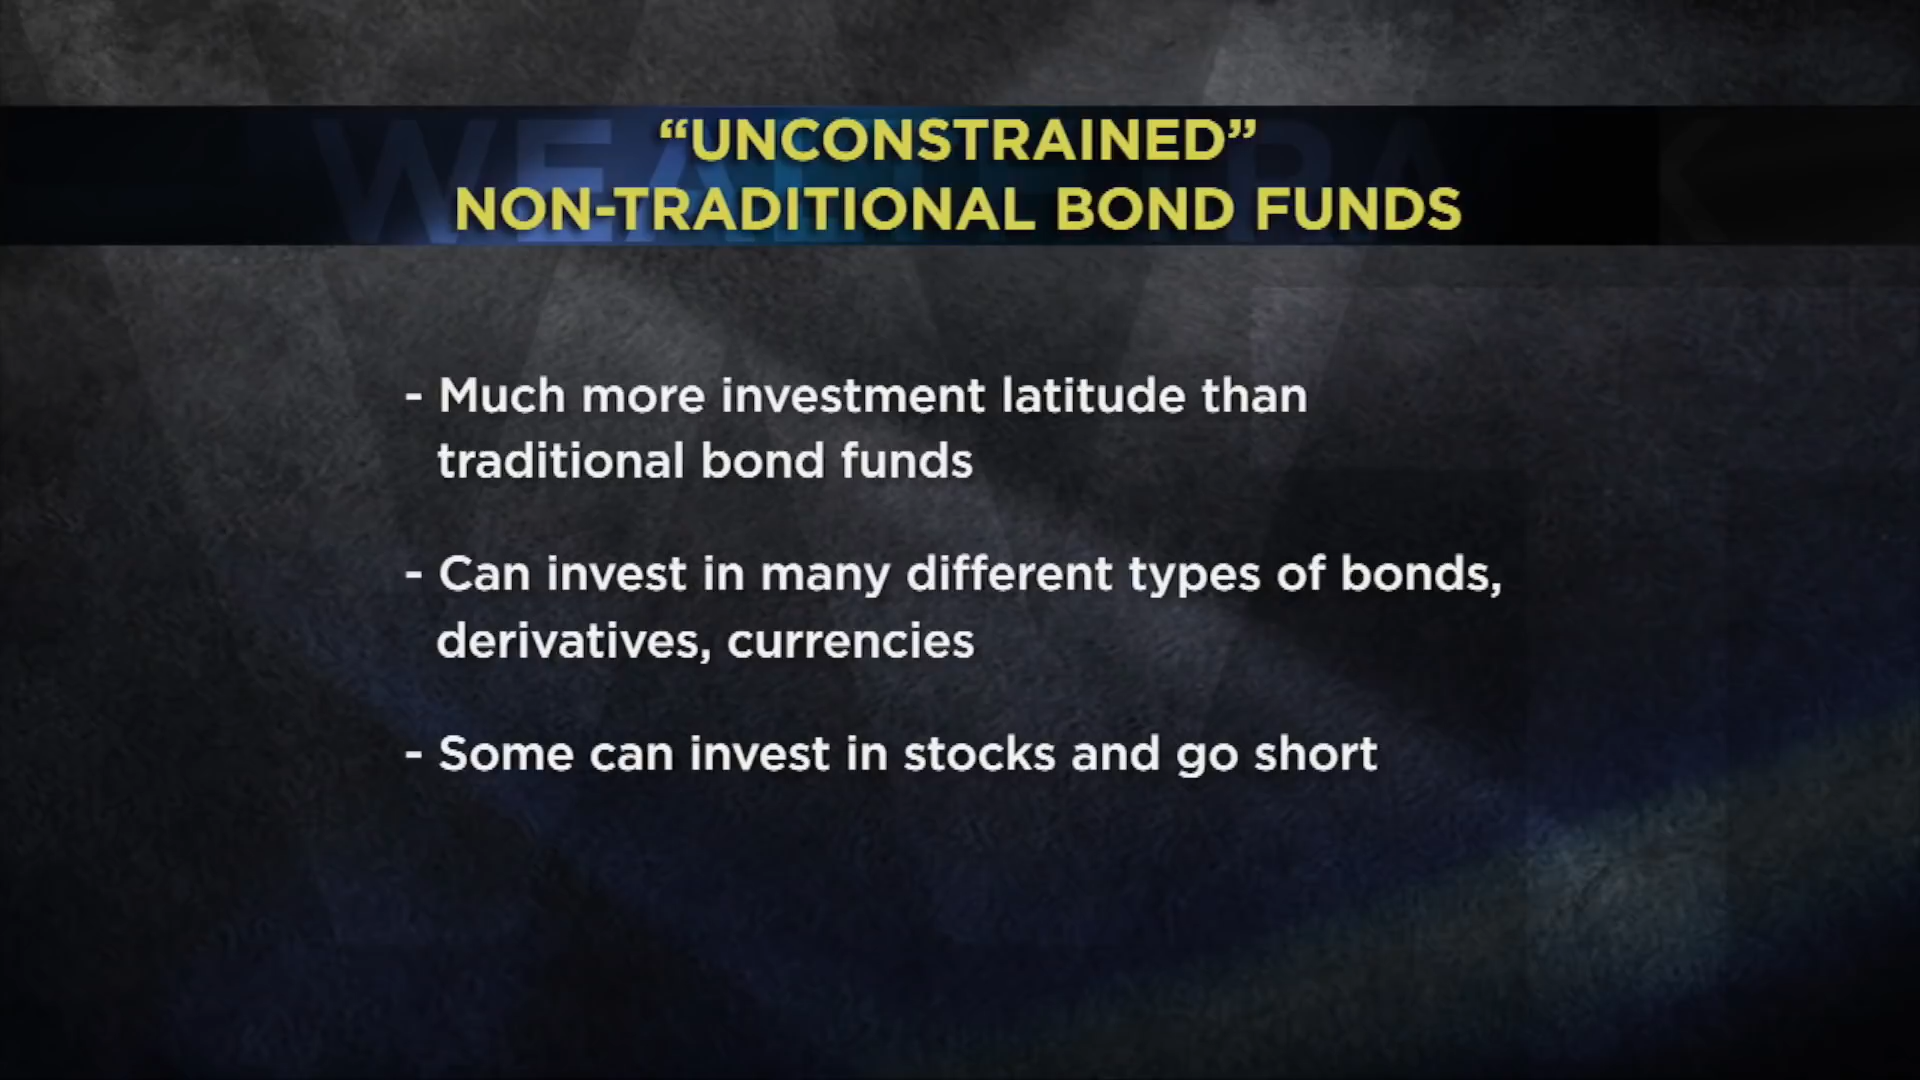 “UNCONSTRAINED”
NON-TRADITIONAL BOND FUNDS
- Much more investment latitude than
traditional bond funds
- Can invest in many different types of bonds,
derivatives, currencies
- Some can invest in stocks and go short